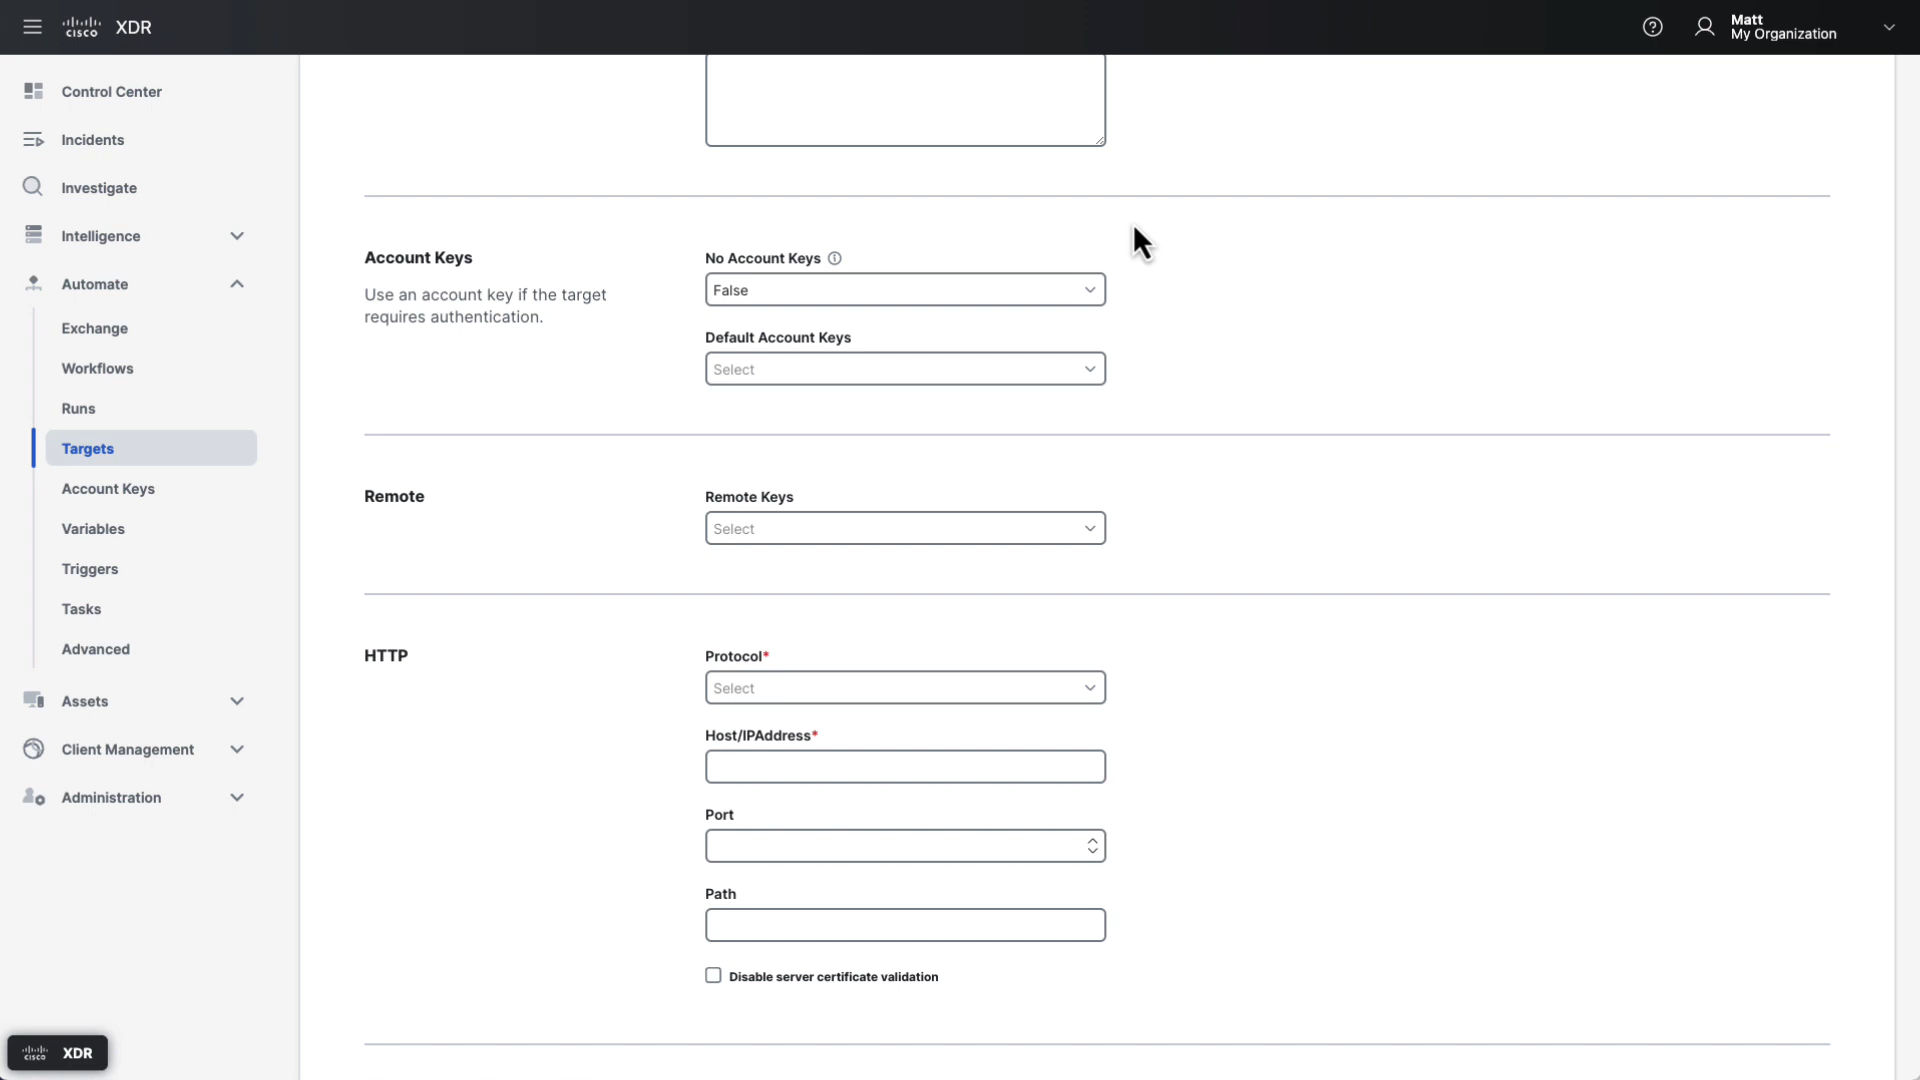 cisco XDR
Matt
My Organization
Control Center
Incidents
Investigate
Intelligence
Automate
Exchange
Workflows
Runs
Targets
Account Keys
Variables
Triggers
Tasks
Advanced
Assets
Client Management
Administration
cisco XDR
Account Keys
Use an account key if the target
requires authentication.
No Account Keys
False
Default Account Keys
Select
Remote
Remote Keys
Select
HTTP
Protocol*
Select
Host/IPAddress*
Port
Path
Disable server certificate validation